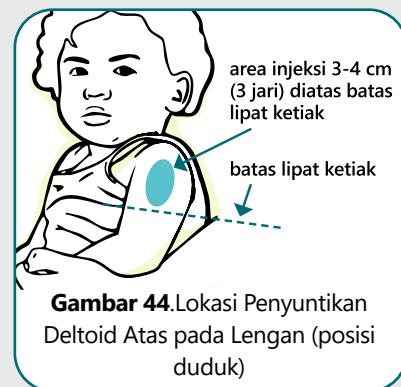 area injeksi 3-4 cm
(3 jari) diatas batas
lipat ketiak
batas lipat ketiak
Gambar 44.Lokasi Penyuntikan
Deltoid Atas pada Lengan (posisi
duduk)